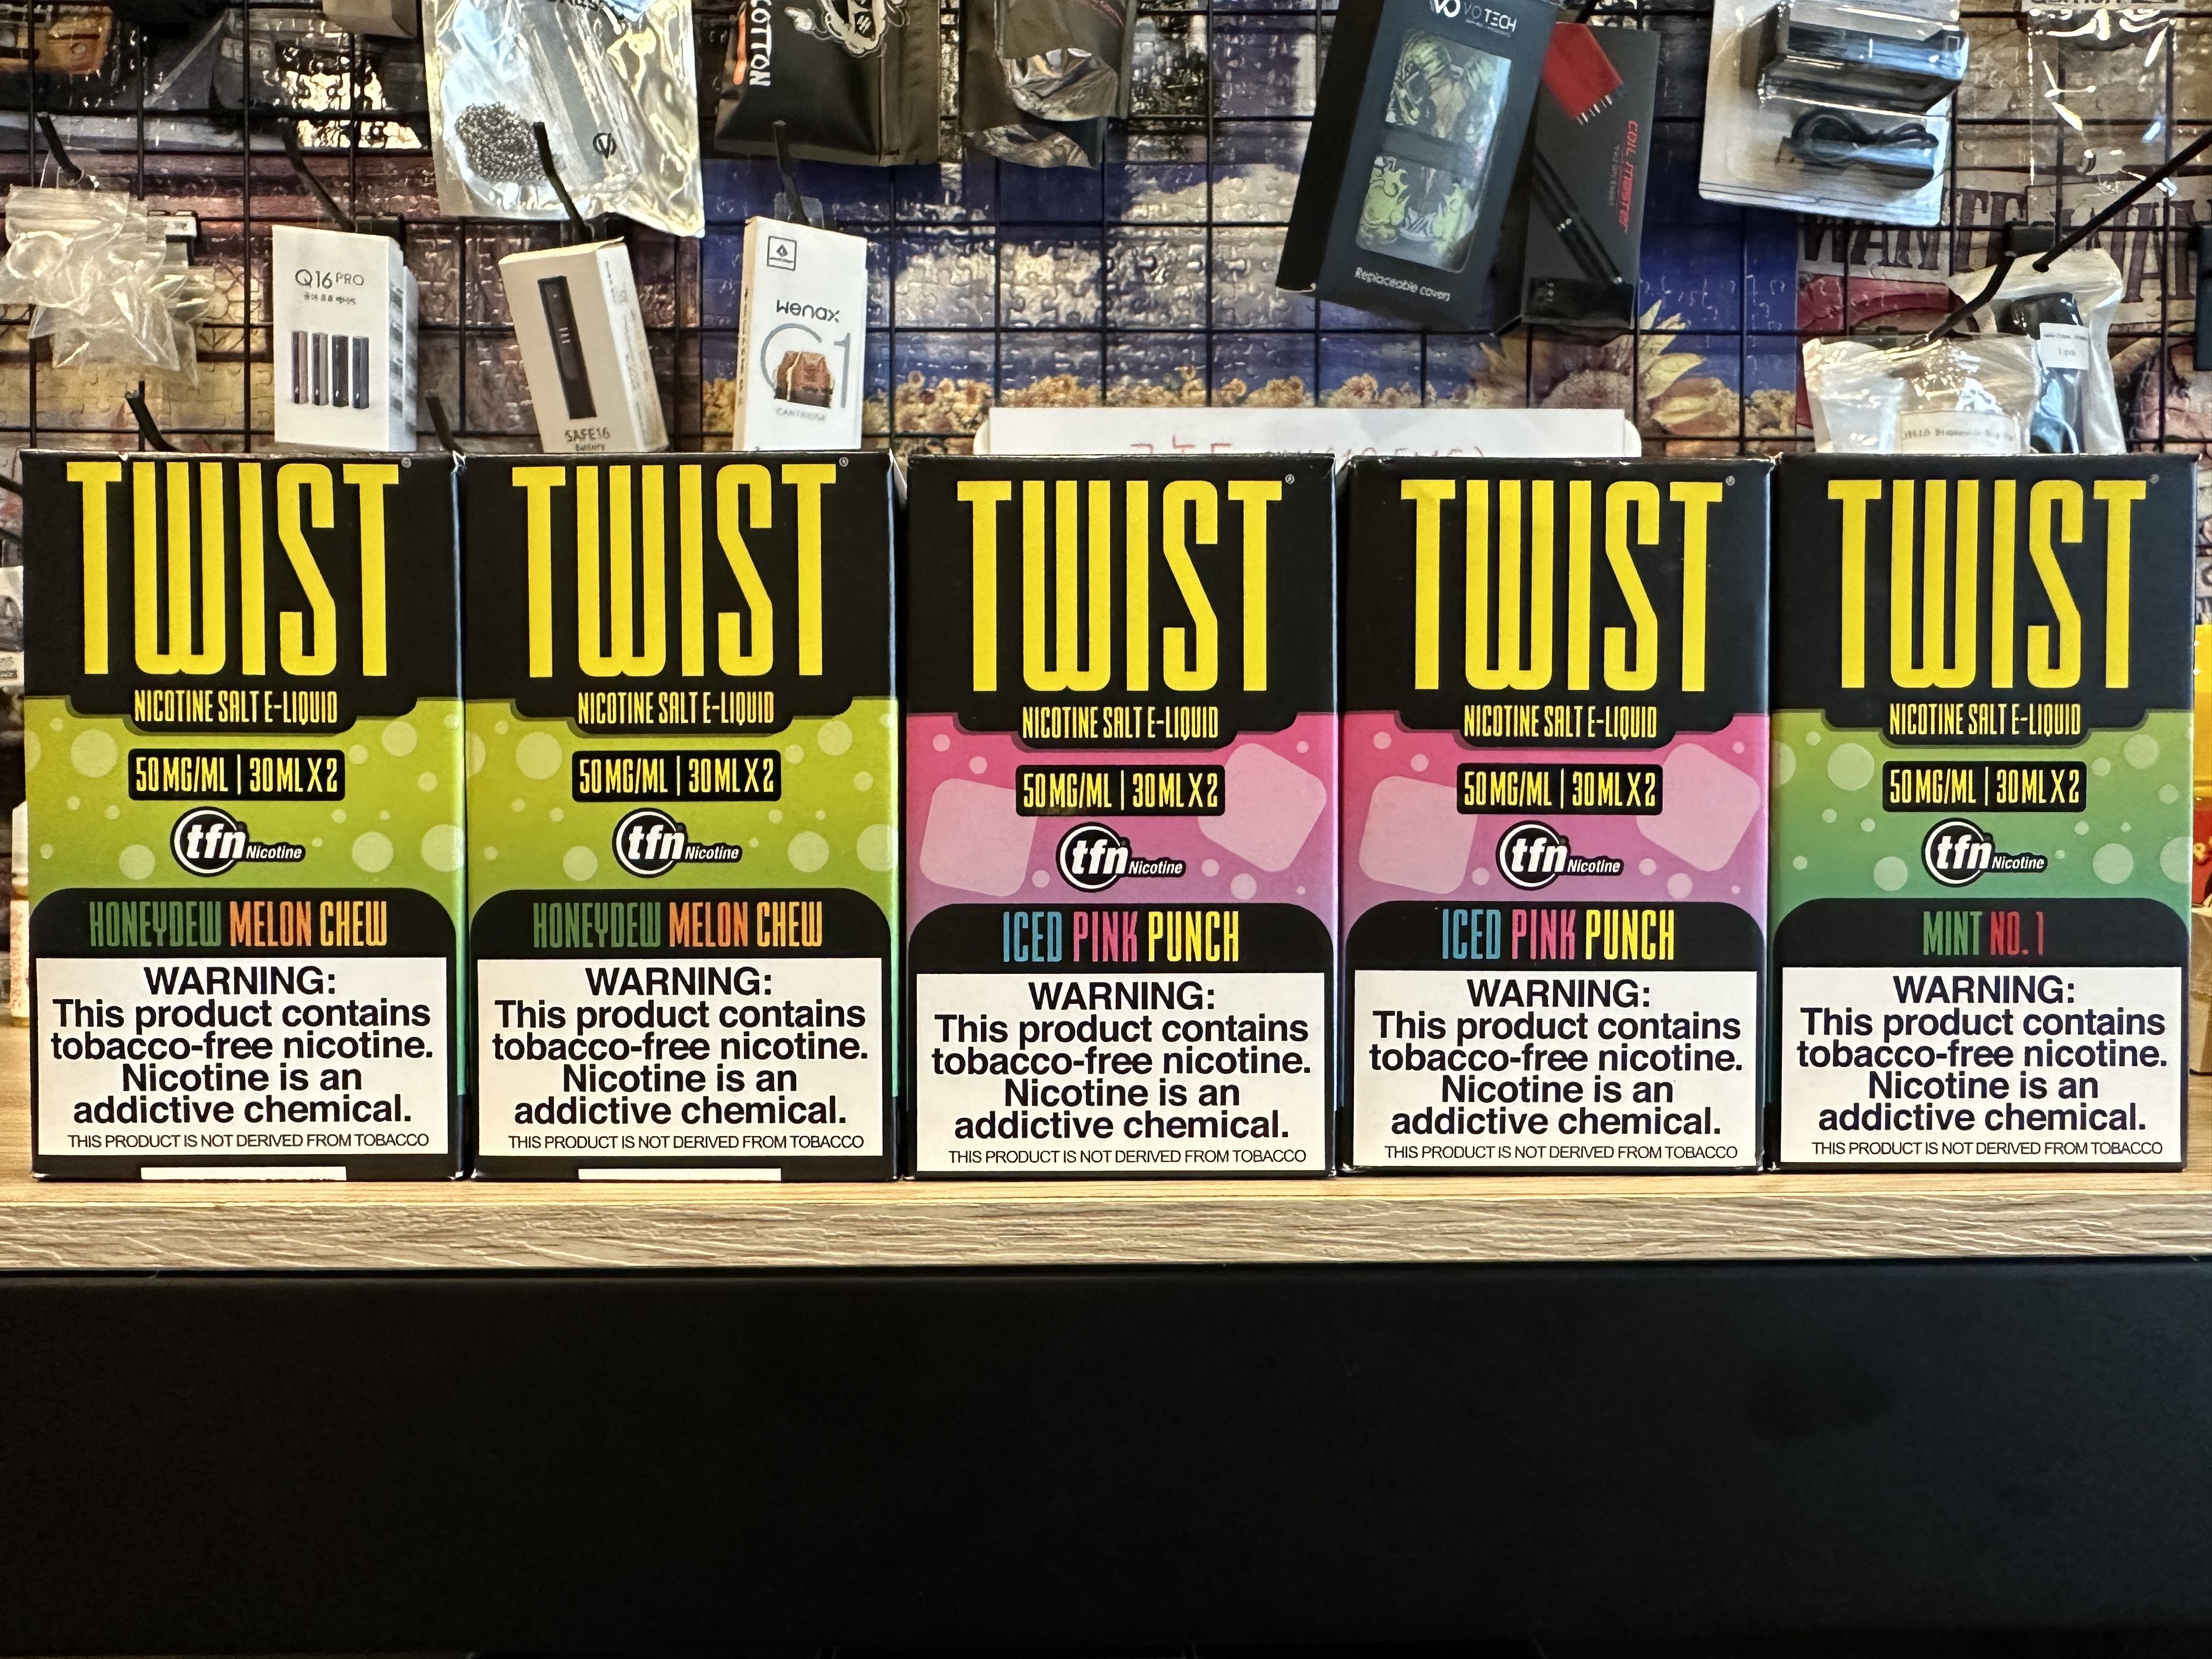 COTTON
VO TECH
Replaceable covers
COIL MASTER
Q16 PRO
SAFE16
Battery
wenax
C1
CARTRIDGE
TWIST®
NICOTINE SALT E-LIQUID
50MG/ML | 30ML X 2
tfn Nicotine
HONEYDEW MELON CHEW
WARNING:
This product contains
tobacco-free nicotine.
Nicotine is an
addictive chemical.
THIS PRODUCT IS NOT DERIVED FROM TOBACCO
TWIST®
NICOTINE SALT E-LIQUID
50MG/ML | 30ML X 2
tfn Nicotine
HONEYDEW MELON CHEW
WARNING:
This product contains
tobacco-free nicotine.
Nicotine is an
addictive chemical.
THIS PRODUCT IS NOT DERIVED FROM TOBACCO
TWIST®
NICOTINE SALT E-LIQUID
50MG/ML | 30ML X 2
tfn Nicotine
ICED PINK PUNCH
WARNING:
This product contains
tobacco-free nicotine.
Nicotine is an
addictive chemical.
THIS PRODUCT IS NOT DERIVED FROM TOBACCO
TWIST®
NICOTINE SALT E-LIQUID
50MG/ML | 30ML X 2
tfn Nicotine
ICED PINK PUNCH
WARNING:
This product contains
tobacco-free nicotine.
Nicotine is an
addictive chemical.
THIS PRODUCT IS NOT DERIVED FROM TOBACCO
TWIST®
NICOTINE SALT E-LIQUID
50MG/ML | 30ML X 2
tfn Nicotine
MINT NO. 1
WARNING:
This product contains
tobacco-free nicotine.
Nicotine is an
addictive chemical.
THIS PRODUCT IS NOT DERIVED FROM TOBACCO